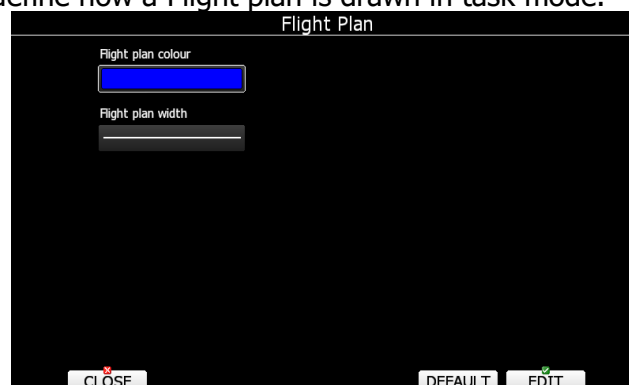 define how a Flight plan is drawn in task mode.
Flight Plan
Flight plan colour
Flight plan width
CLOSE
DEFAULT
EDIT